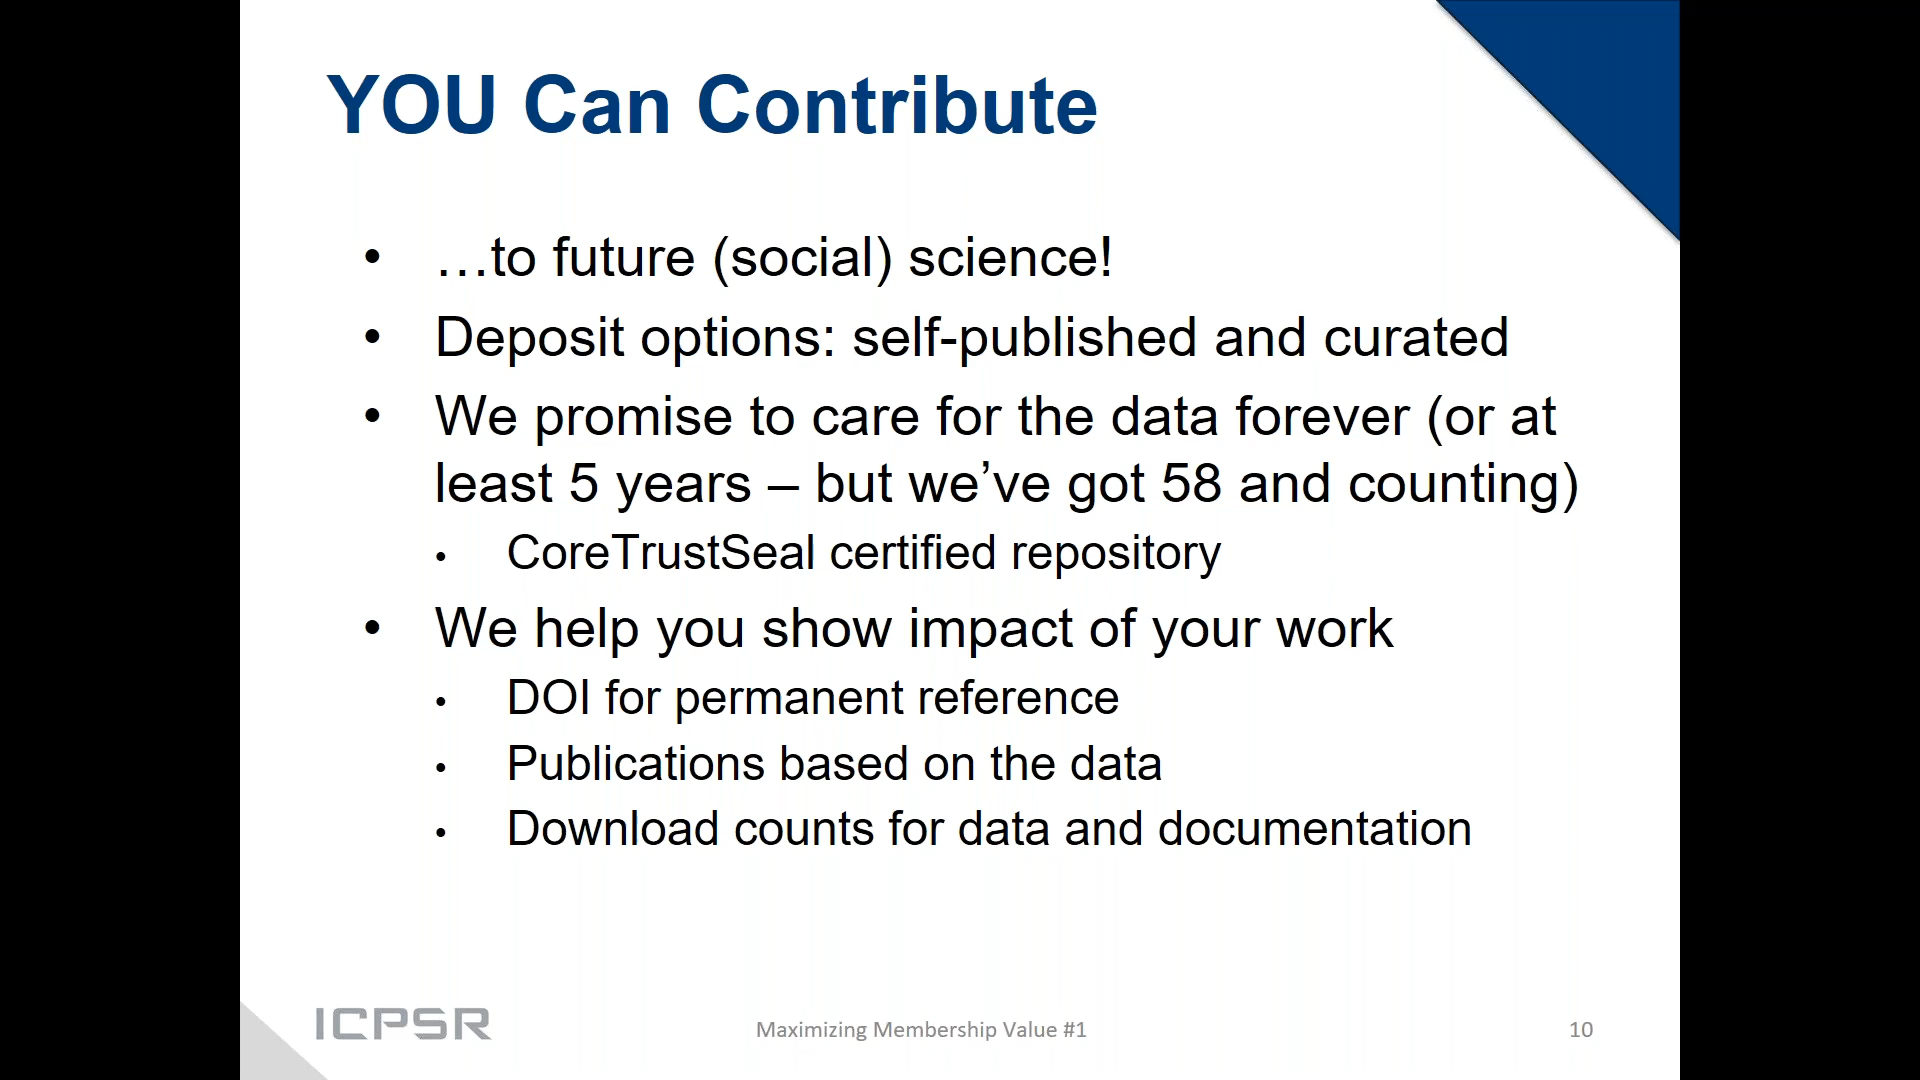 YOU Can Contribute
• …to future (social) science!
• Deposit options: self-published and curated
• We promise to care for the data forever (or at
least 5 years – but we’ve got 58 and counting)
• CoreTrustSeal certified repository
• We help you show impact of your work
• DOI for permanent reference
• Publications based on the data
• Download counts for data and documentation
ICPSR
Maximizing Membership Value #1
10